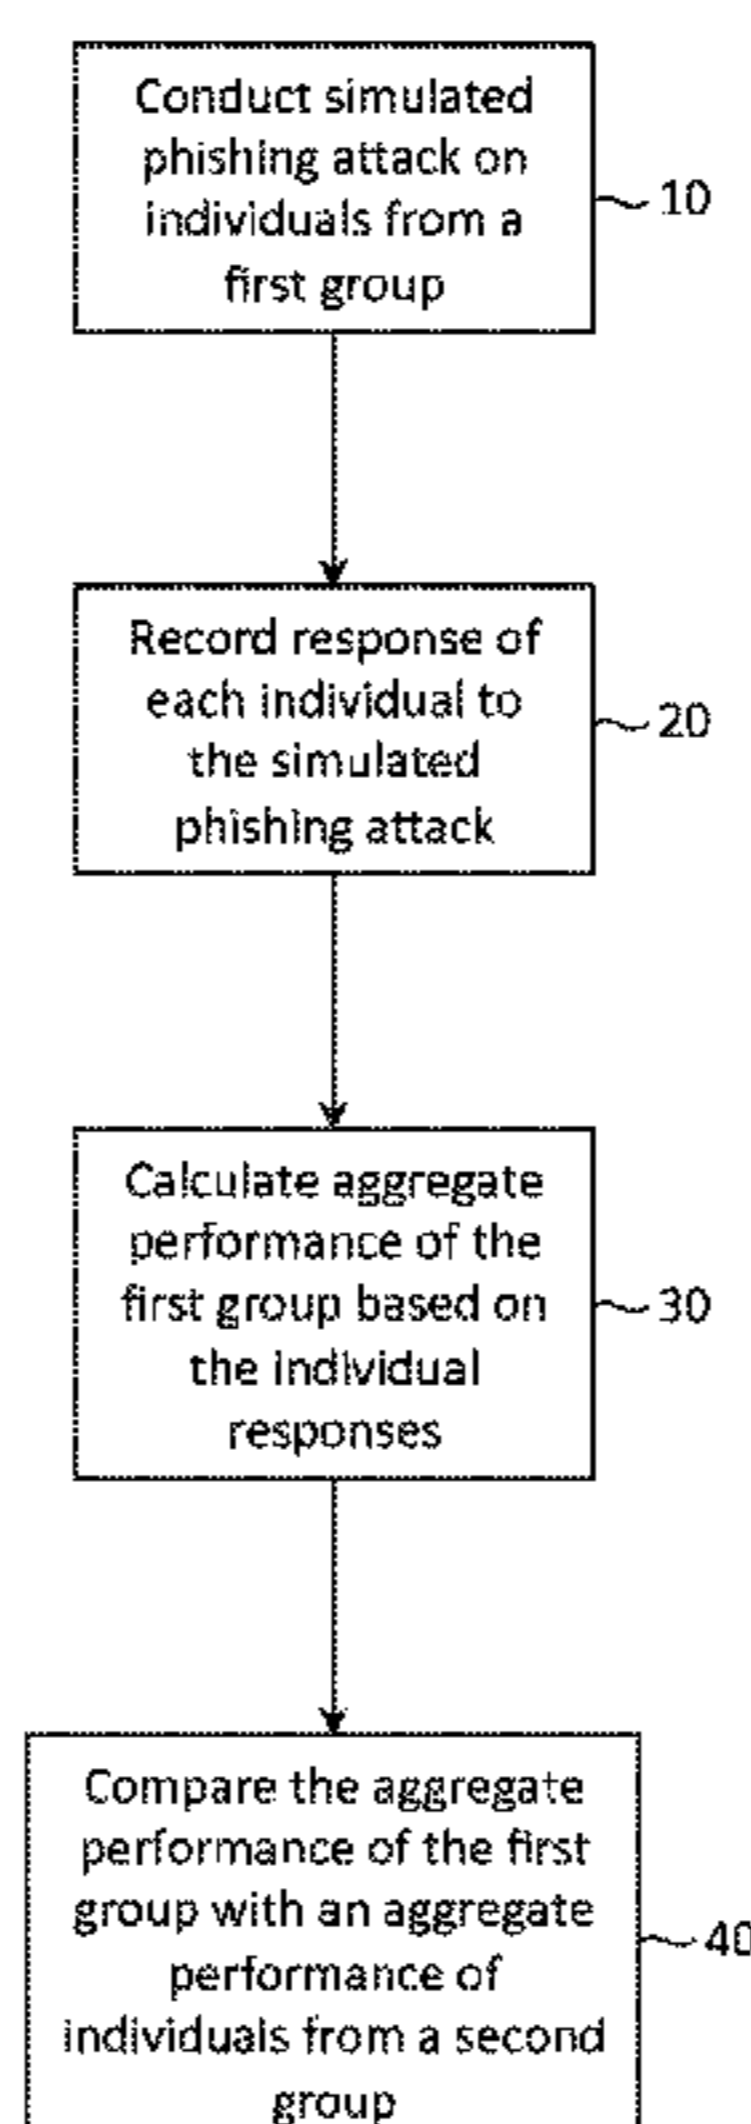 Conduct simulated
phishing attack on
individuals from a
first group
10
Record response of
each individual to
the simulated
phishing attack
20
Calculate aggregate
performance of the
first group based on
the individual
responses
30
Compare the aggregate
performance of the first
group with an aggregate
performance of
individuals from a second
group
40